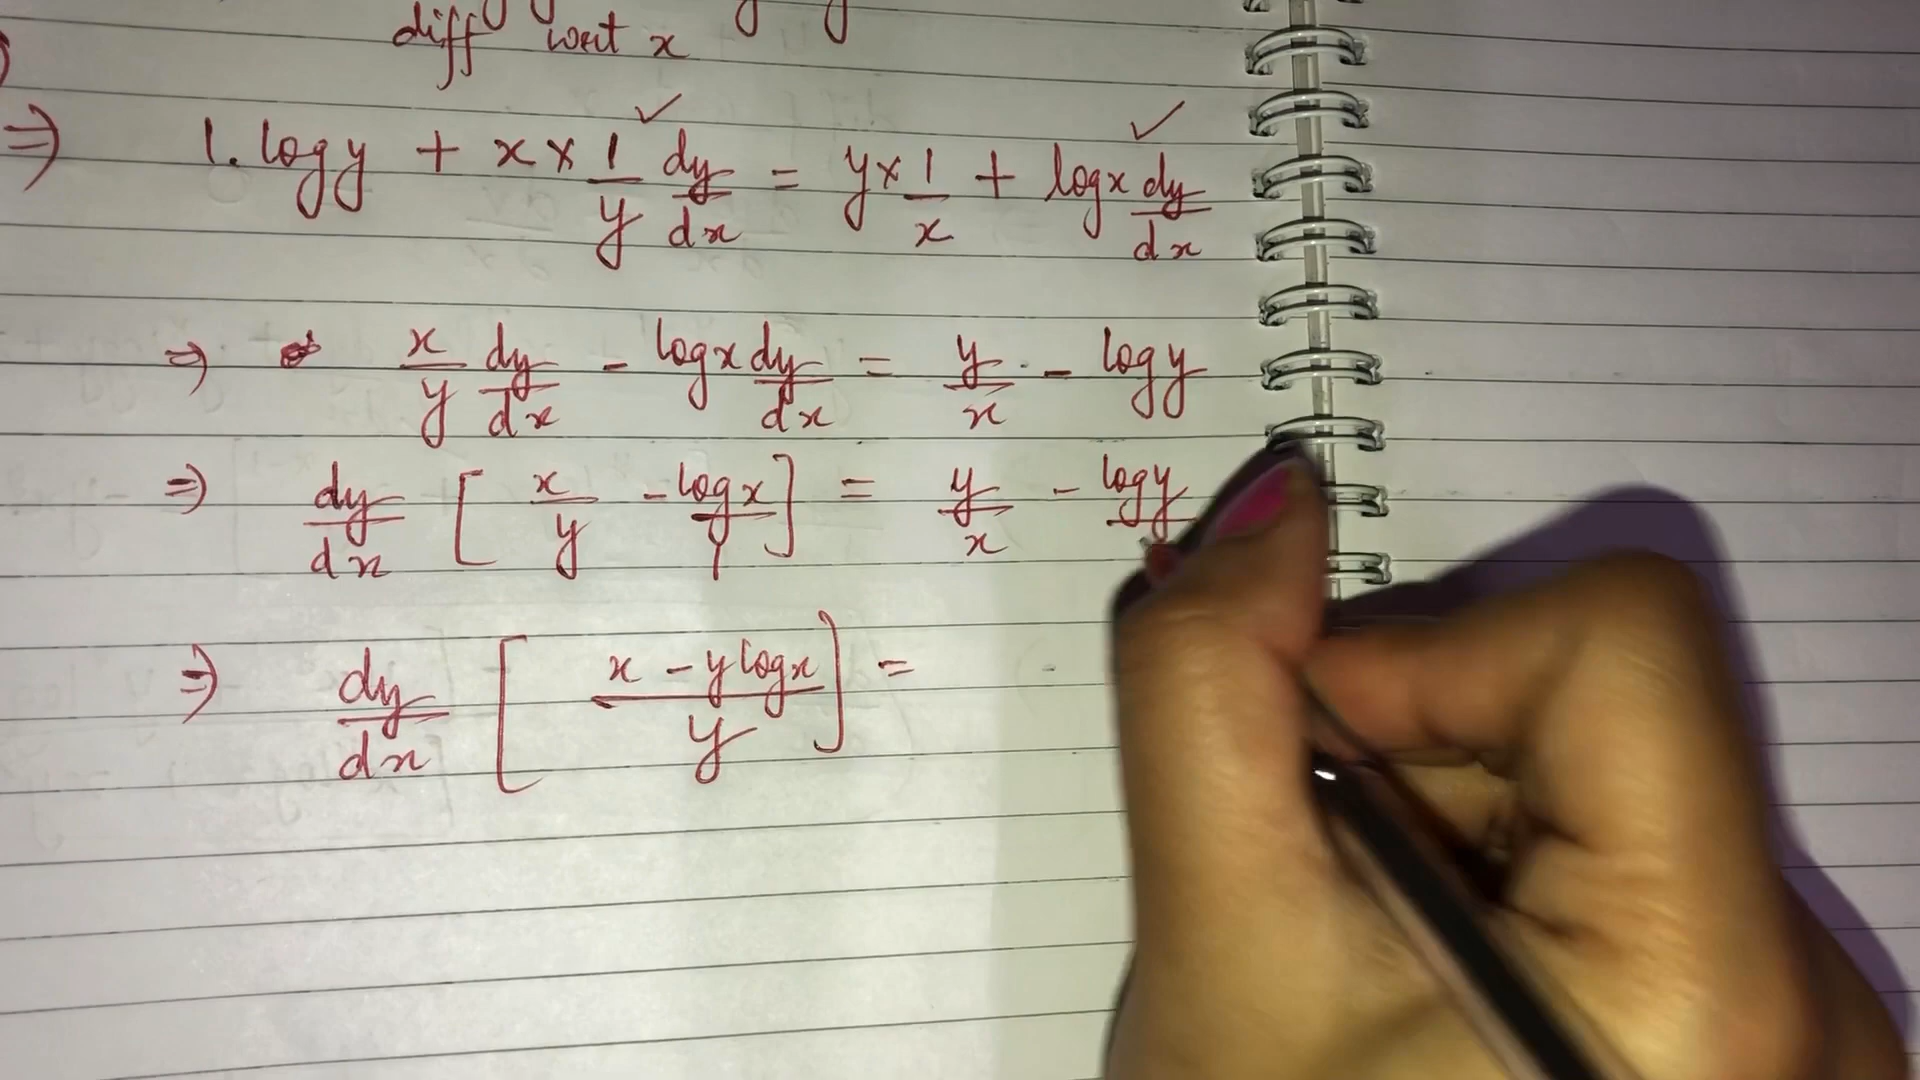 diff wrt x
⇒ 1. log y + x × 1/y dy/dx = y × 1/x + log x dy/dx
⇒ x/y dy/dx - log x dy/dx = y/x - log y
⇒ dy/dx [ x/y - log x/1 ] = y/x - log y
⇒ dy/dx [ x - y log x / y ] =